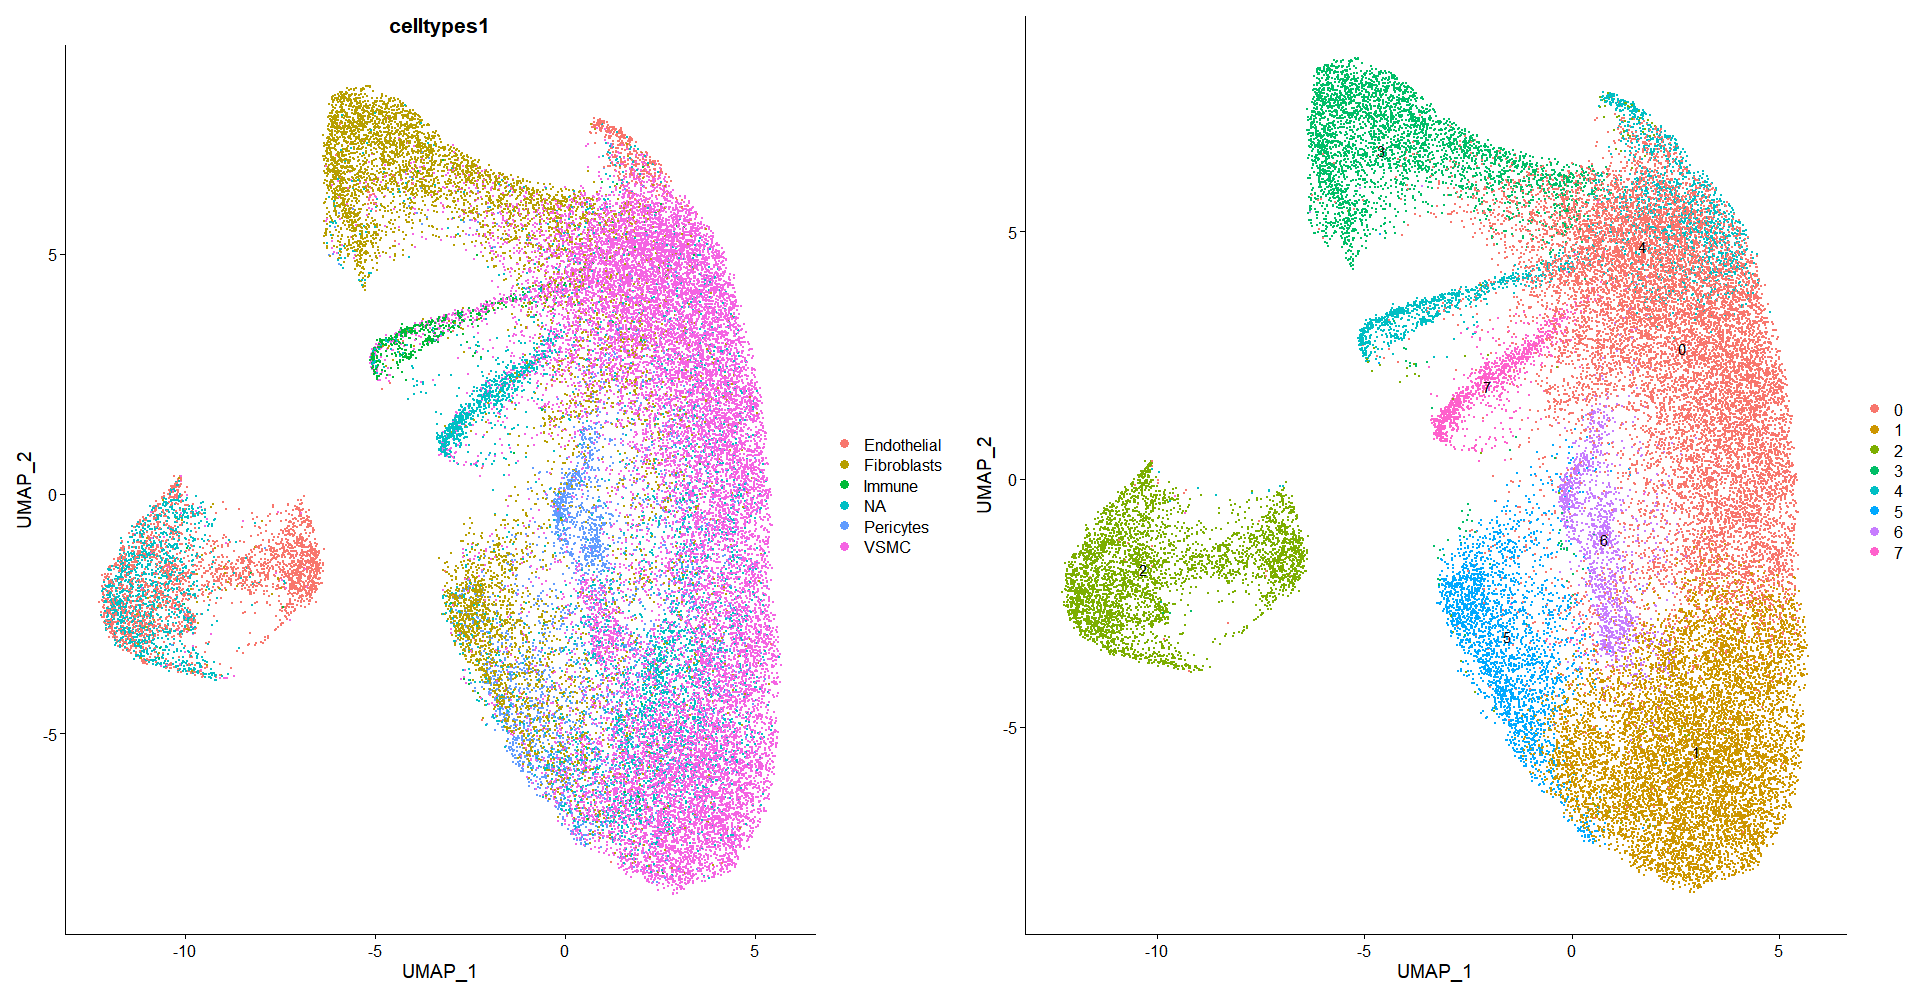 celltypes1
UMAP_2
5
0
-5
-10
-5
0
5
UMAP_1
Endothelial
Fibroblasts
Immune
NA
Pericytes
VSMC
UMAP_2
5
0
-5
-10
-5
0
5
UMAP_1
3
4
0
7
2
6
5
1
0
1
2
3
4
5
6
7